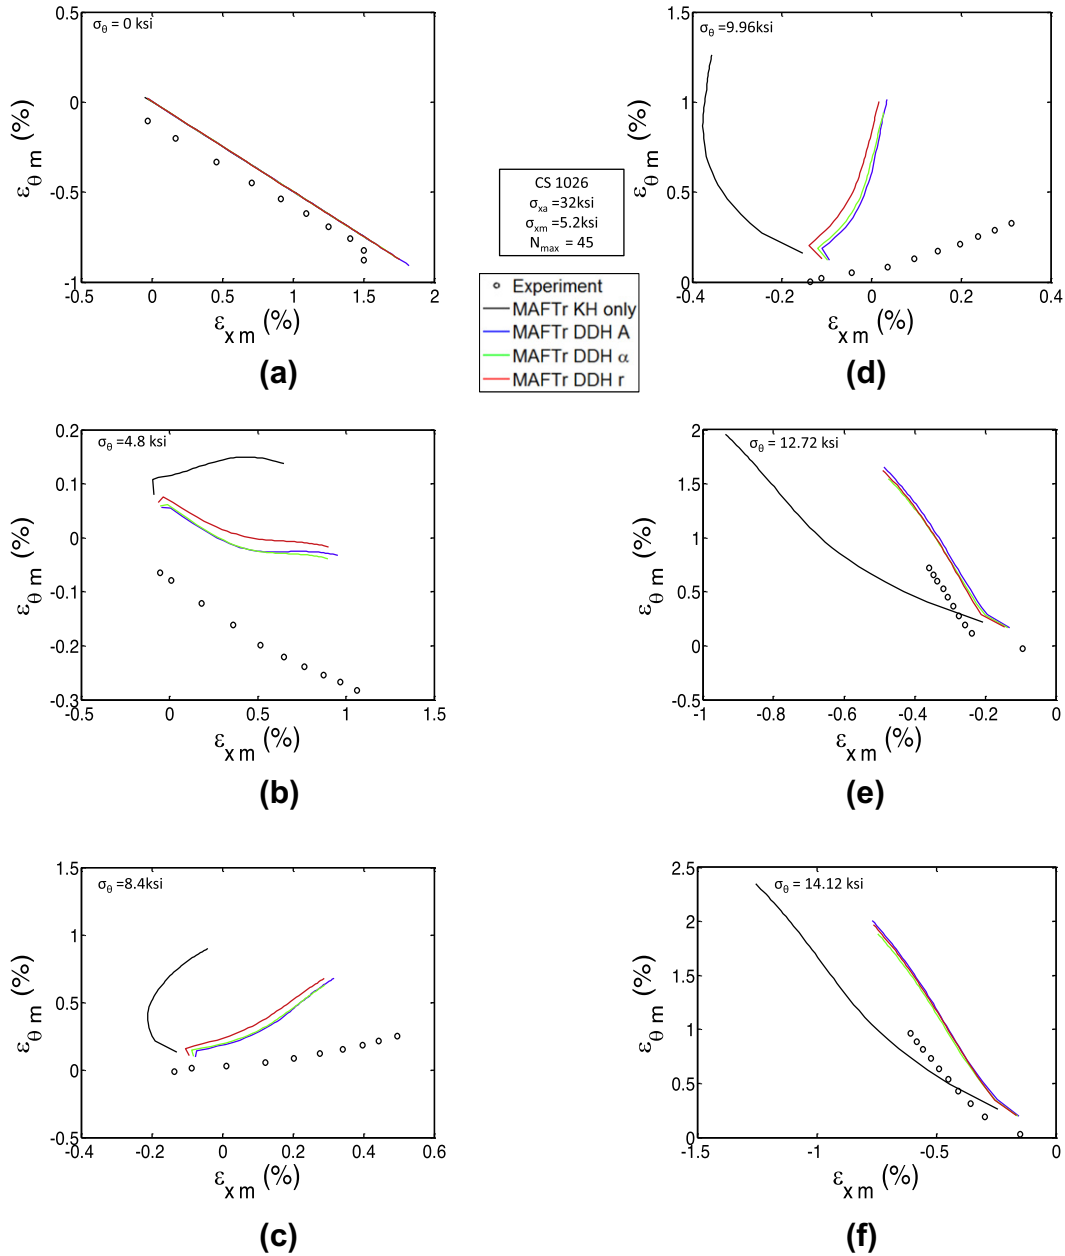 σθ = 0 ksi
0.5
0
-0.5
-1
-0.5
0
0.5
1
1.5
2
εθ m (%)
εx m (%)
(a)
σθ =9.96ksi
1.5
1
0.5
0
-0.4
-0.2
0
0.2
0.4
εθ m (%)
εx m (%)
(d)
CS 1026
σxa =32ksi
σxm =5.2ksi
Nmax = 45
Experiment
MAFTr KH only
MAFTr DDH A
MAFTr DDH α
MAFTr DDH r
σθ =4.8 ksi
0.2
0.1
0
-0.1
-0.2
-0.3
-0.5
0
0.5
1
1.5
εθ m (%)
εx m (%)
(b)
σθ =12.72 ksi
2
1.5
1
0.5
0
-0.5
-1
-0.8
-0.6
-0.4
-0.2
0
εθ m (%)
εx m (%)
(e)
σθ =8.4ksi
1.5
1
0.5
0
-0.5
-0.4
-0.2
0
0.2
0.4
0.6
εθ m (%)
εx m (%)
(c)
σθ = 14.12 ksi
2.5
2
1.5
1
0.5
0
-1.5
-1
-0.5
0
εθ m (%)
εx m (%)
(f)